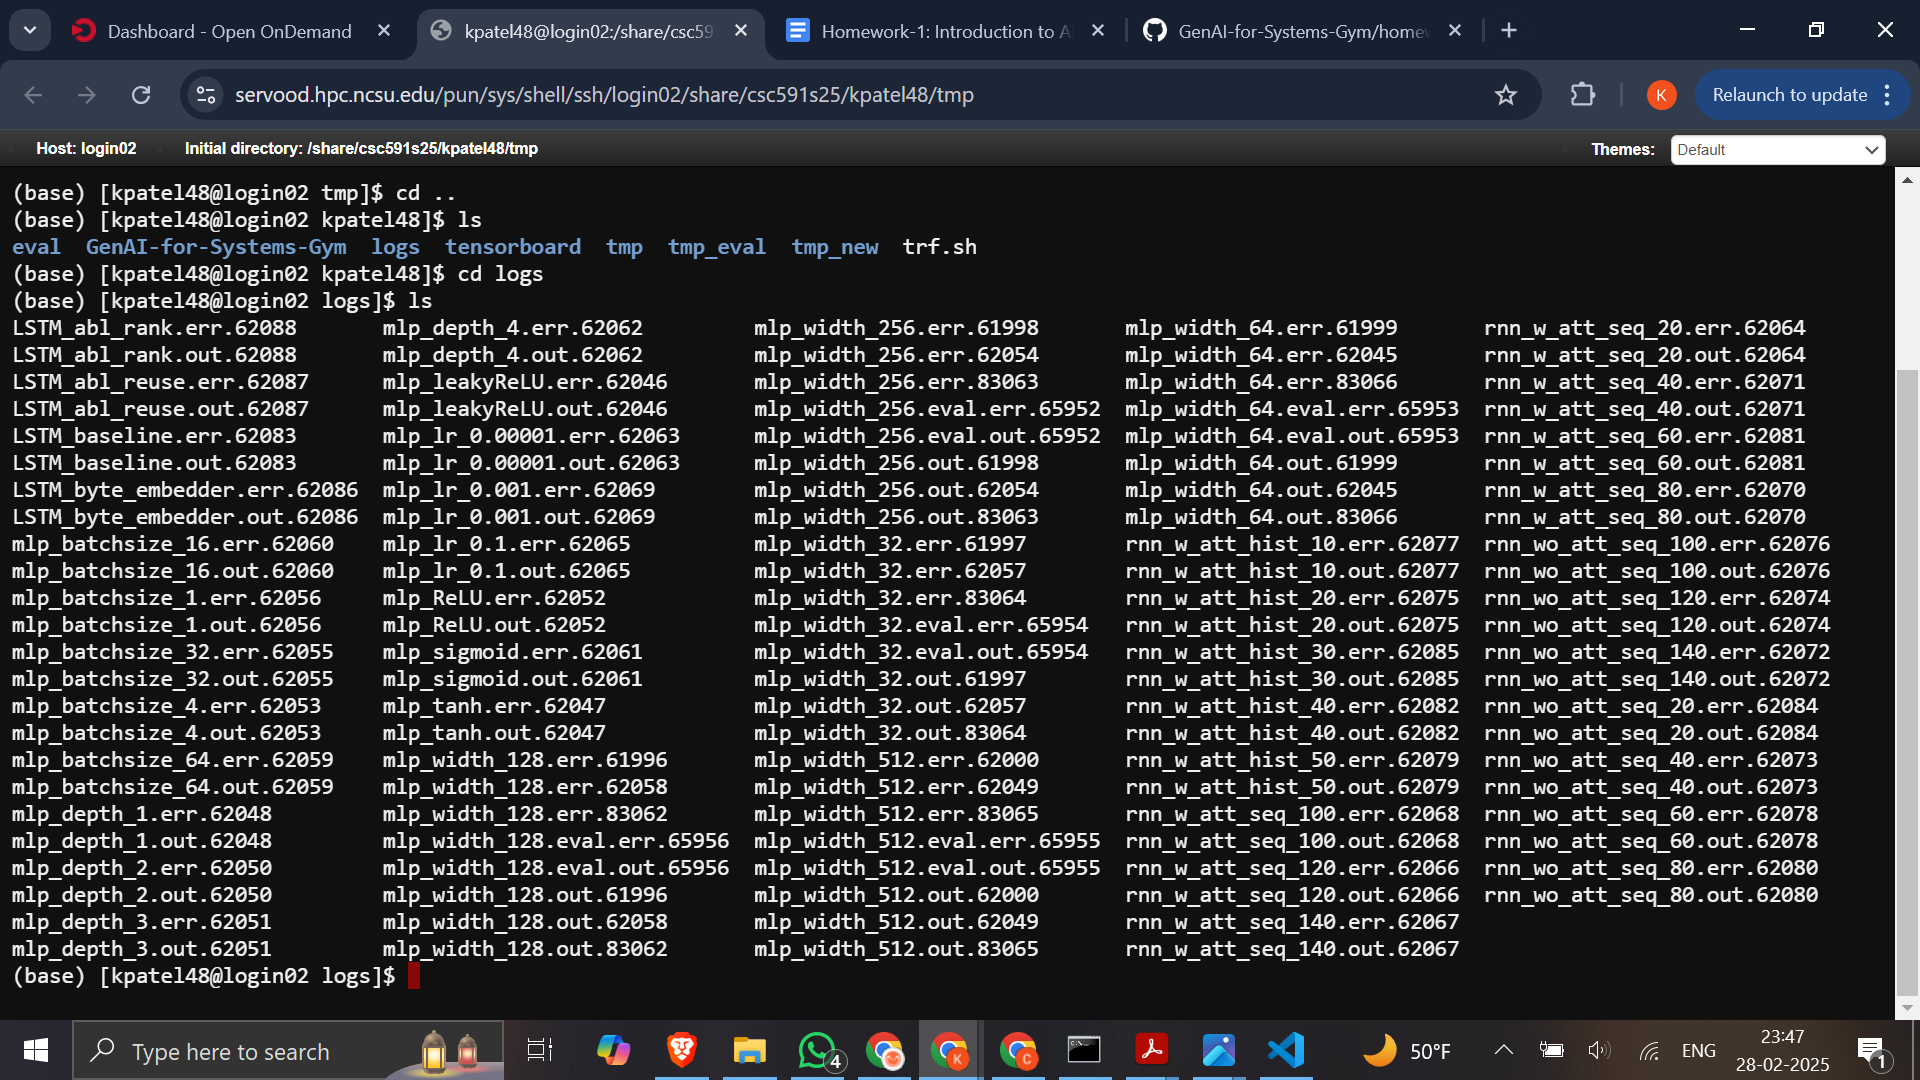 Dashboard - Open OnDemand
kpatel48@login02:/share/csc59
Homework-1: Introduction to A
GenAI-for-Systems-Gym/home
servood.hpc.ncsu.edu/pun/sys/shell/ssh/login02/share/csc591s25/kpatel48/tmp
K
Relaunch to update
Host: login02 Initial directory: /share/csc591s25/kpatel48/tmp
Themes: Default
(base) [kpatel48@login02 tmp]$ cd ..
(base) [kpatel48@login02 kpatel48]$ ls
eval GenAI-for-Systems-Gym logs tensorboard tmp tmp_eval tmp_new trf.sh
(base) [kpatel48@login02 kpatel48]$ cd logs
(base) [kpatel48@login02 logs]$ ls
LSTM_abl_rank.err.62088 mlp_depth_4.err.62062 mlp_width_256.err.61998 mlp_width_64.err.61999 rnn_w_att_seq_20.err.62064
LSTM_abl_rank.out.62088 mlp_depth_4.out.62062 mlp_width_256.err.62054 mlp_width_64.err.62045 rnn_w_att_seq_20.out.62064
LSTM_abl_reuse.err.62087 mlp_leakyReLU.err.62046 mlp_width_256.err.83063 mlp_width_64.err.83066 rnn_w_att_seq_40.err.62071
LSTM_abl_reuse.out.62087 mlp_leakyReLU.out.62046 mlp_width_256.eval.err.65952 mlp_width_64.eval.err.65953 rnn_w_att_seq_40.out.62071
LSTM_baseline.err.62083 mlp_lr_0.00001.err.62063 mlp_width_256.eval.out.65952 mlp_width_64.eval.out.65953 rnn_w_att_seq_60.err.62081
LSTM_baseline.out.62083 mlp_lr_0.00001.out.62063 mlp_width_256.out.61998 mlp_width_64.out.61999 rnn_w_att_seq_60.out.62081
LSTM_byte_embedder.err.62086 mlp_lr_0.001.err.62069 mlp_width_256.out.62054 mlp_width_64.out.62045 rnn_w_att_seq_80.err.62070
LSTM_byte_embedder.out.62086 mlp_lr_0.001.out.62069 mlp_width_256.out.83063 mlp_width_64.out.83066 rnn_w_att_seq_80.out.62070
mlp_batchsize_16.err.62060 mlp_lr_0.1.err.62065 mlp_width_32.err.61997 rnn_w_att_hist_10.err.62077 rnn_wo_att_seq_100.err.62076
mlp_batchsize_16.out.62060 mlp_lr_0.1.out.62065 mlp_width_32.err.62057 rnn_w_att_hist_10.out.62077 rnn_wo_att_seq_100.out.62076
mlp_batchsize_1.err.62056 mlp_ReLU.err.62052 mlp_width_32.err.83064 rnn_w_att_hist_20.err.62075 rnn_wo_att_seq_120.err.62074
mlp_batchsize_1.out.62056 mlp_ReLU.out.62052 mlp_width_32.eval.err.65954 rnn_w_att_hist_20.out.62075 rnn_wo_att_seq_120.out.62074
mlp_batchsize_32.err.62055 mlp_sigmoid.err.62061 mlp_width_32.eval.out.65954 rnn_w_att_hist_30.err.62085 rnn_wo_att_seq_140.err.62072
mlp_batchsize_32.out.62055 mlp_sigmoid.out.62061 mlp_width_32.out.61997 rnn_w_att_hist_30.out.62085 rnn_wo_att_seq_140.out.62072
mlp_batchsize_4.err.62053 mlp_tanh.err.62047 mlp_width_32.out.62057 rnn_w_att_hist_40.err.62082 rnn_wo_att_seq_20.err.62084
mlp_batchsize_4.out.62053 mlp_tanh.out.62047 mlp_width_32.out.83064 rnn_w_att_hist_40.out.62082 rnn_wo_att_seq_20.out.62084
mlp_batchsize_64.err.62059 mlp_width_128.err.61996 mlp_width_512.err.62000 rnn_w_att_hist_50.err.62079 rnn_wo_att_seq_40.err.62073
mlp_batchsize_64.out.62059 mlp_width_128.err.62058 mlp_width_512.err.62049 rnn_w_att_hist_50.out.62079 rnn_wo_att_seq_40.out.62073
mlp_depth_1.err.62048 mlp_width_128.err.83062 mlp_width_512.err.83065 rnn_w_att_seq_100.err.62068 rnn_wo_att_seq_60.err.62078
mlp_depth_1.out.62048 mlp_width_128.eval.err.65956 mlp_width_512.eval.err.65955 rnn_w_att_seq_100.out.62068 rnn_wo_att_seq_60.out.62078
mlp_depth_2.err.62050 mlp_width_128.eval.out.65956 mlp_width_512.eval.out.65955 rnn_w_att_seq_120.err.62066 rnn_wo_att_seq_80.err.62080
mlp_depth_2.out.62050 mlp_width_128.out.61996 mlp_width_512.out.62000 rnn_w_att_seq_120.out.62066 rnn_wo_att_seq_80.out.62080
mlp_depth_3.err.62051 mlp_width_128.out.62058 mlp_width_512.out.62049 rnn_w_att_seq_140.err.62067
mlp_depth_3.out.62051 mlp_width_128.out.83062 mlp_width_512.out.83065 rnn_w_att_seq_140.out.62067
(base) [kpatel48@login02 logs]$
Type here to search
4
K
C
50°F
ENG
23:47
28-02-2025
1